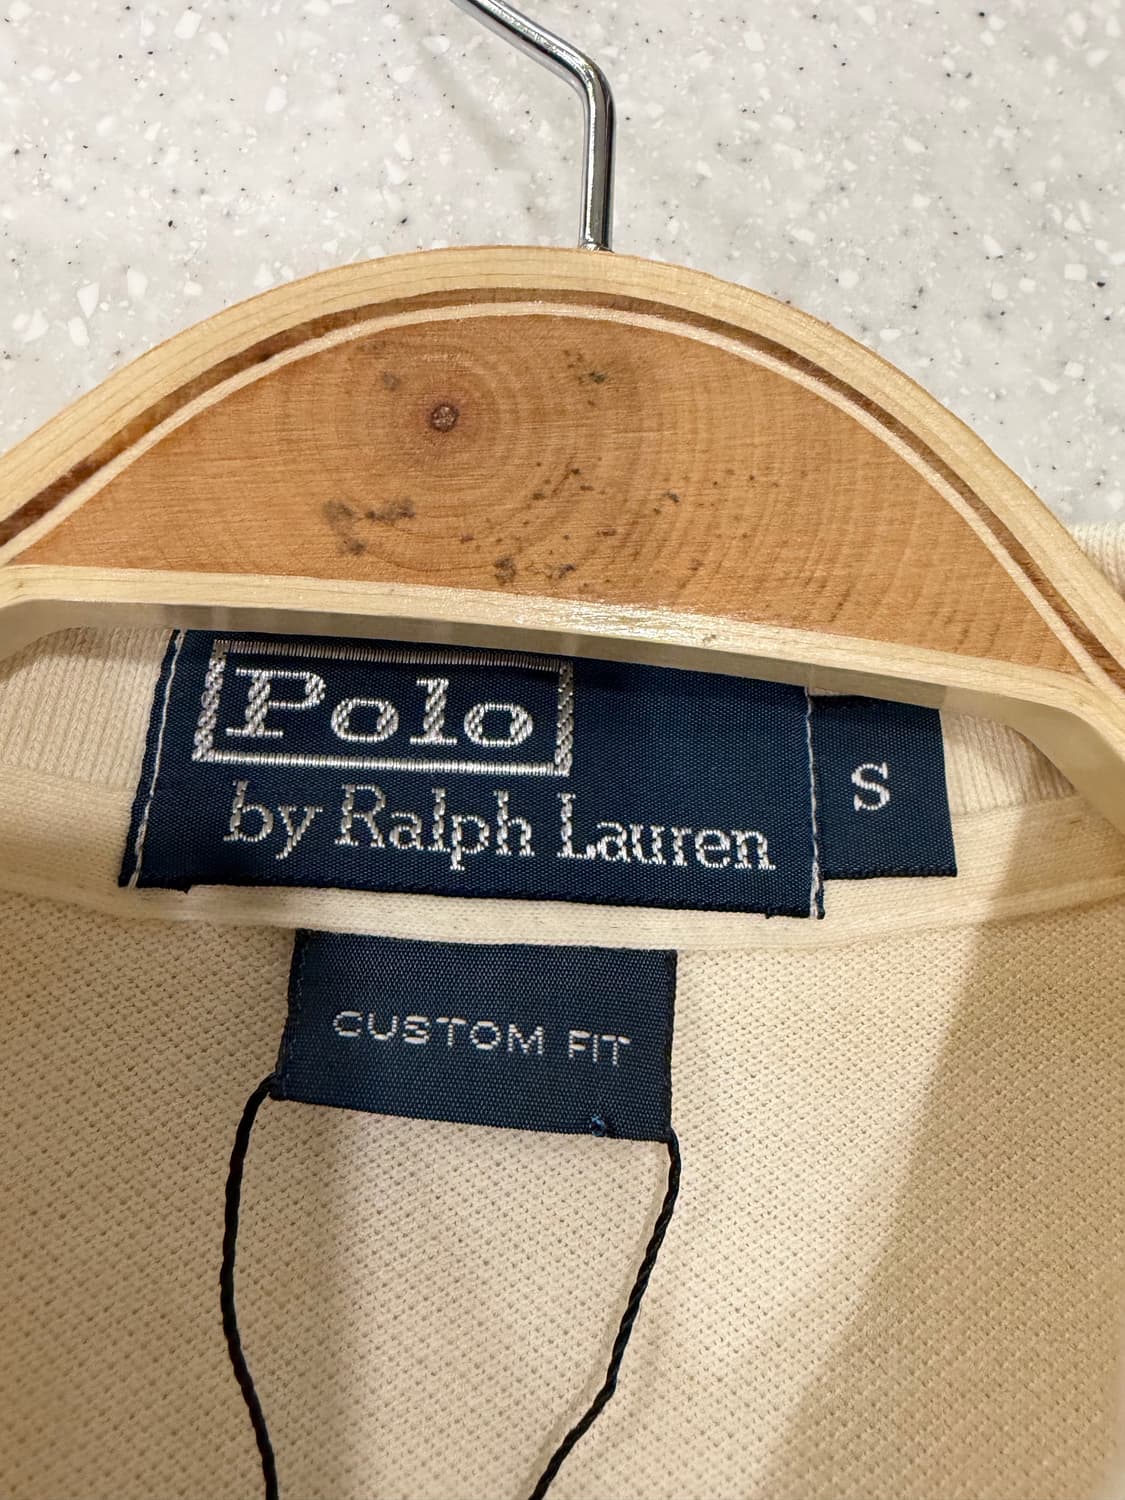 Polo
by Ralph Lauren
S
CUSTOM FIT